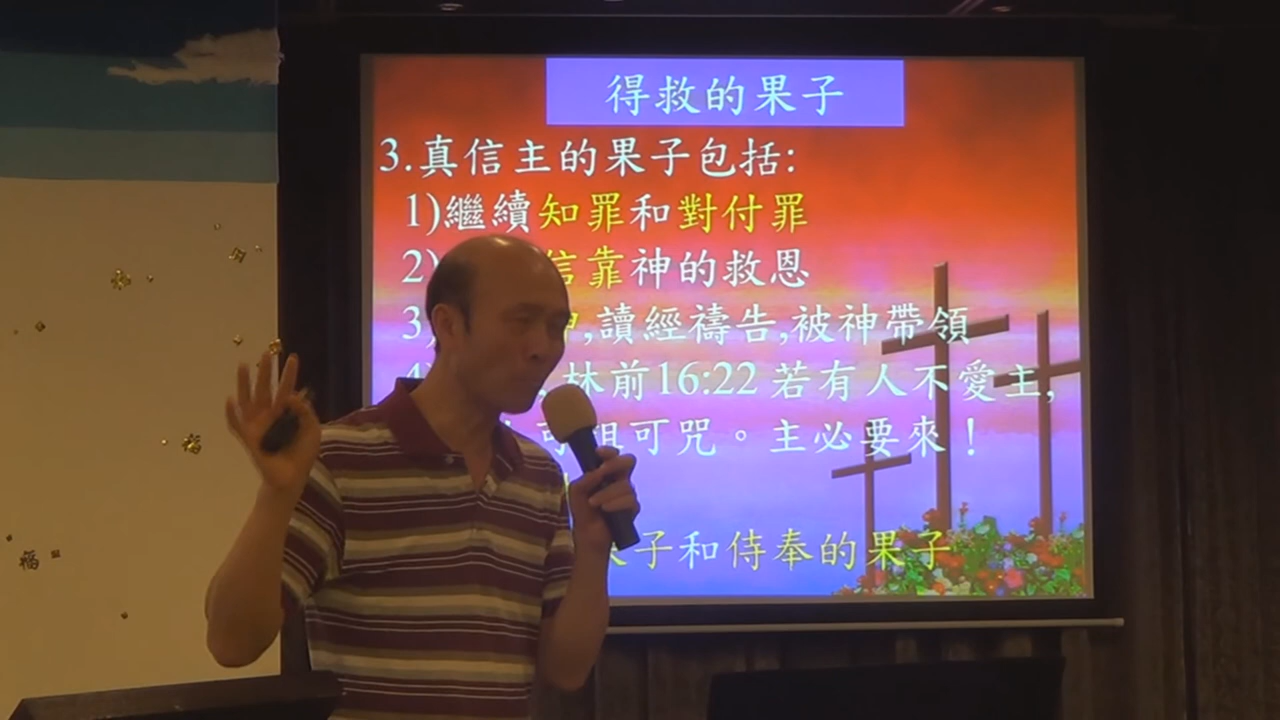 得救的果子
3.真信主的果子包括:
1)繼續知罪和對付罪
2) 信靠神的救恩
3) ,讀經禱告,被神帶領
4) ,林前16:22 若有人不愛主,
可咒。主必要來!
果子和侍奉的果子
福